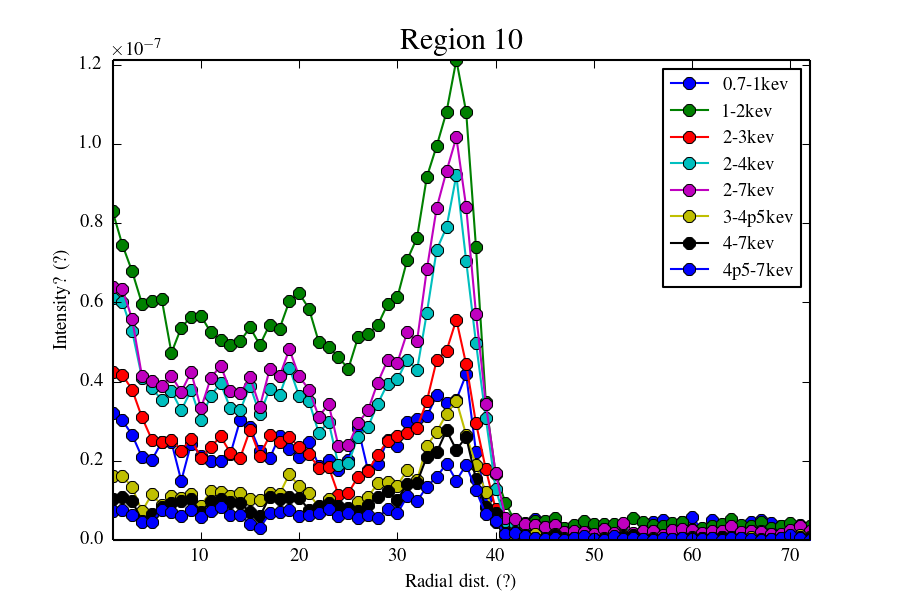 Region 10
×10⁻⁷
1.2
1.0
0.8
0.6
0.4
0.2
0.0
Intensity? (?)
10 20 30 40 50 60 70
Radial dist. (?)
0.7-1kev
1-2kev
2-3kev
2-4kev
2-7kev
3-4p5kev
4-7kev
4p5-7kev